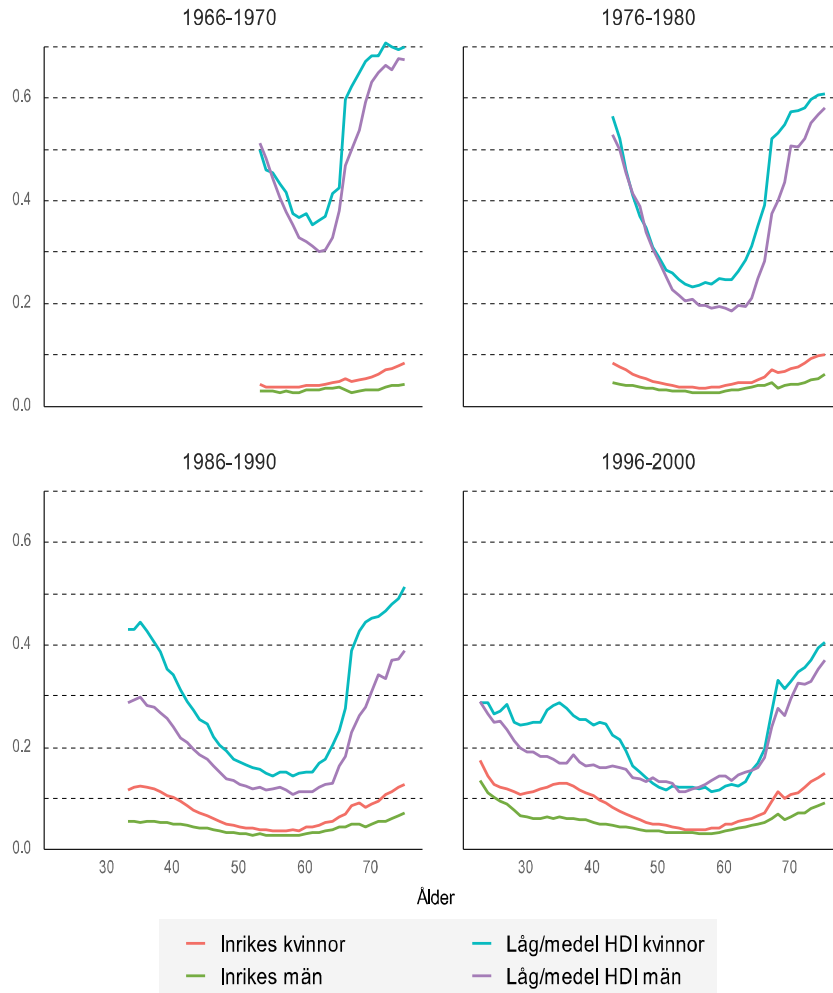 1966-1970
1976-1980
0.6
0.4
0.2
0.0
1986-1990
1996-2000
0.6
0.4
0.2
0.0
30 40 50 60 70
30 40 50 60 70
Ålder
Inrikes kvinnor
Låg/medel HDI kvinnor
Inrikes män
Låg/medel HDI män